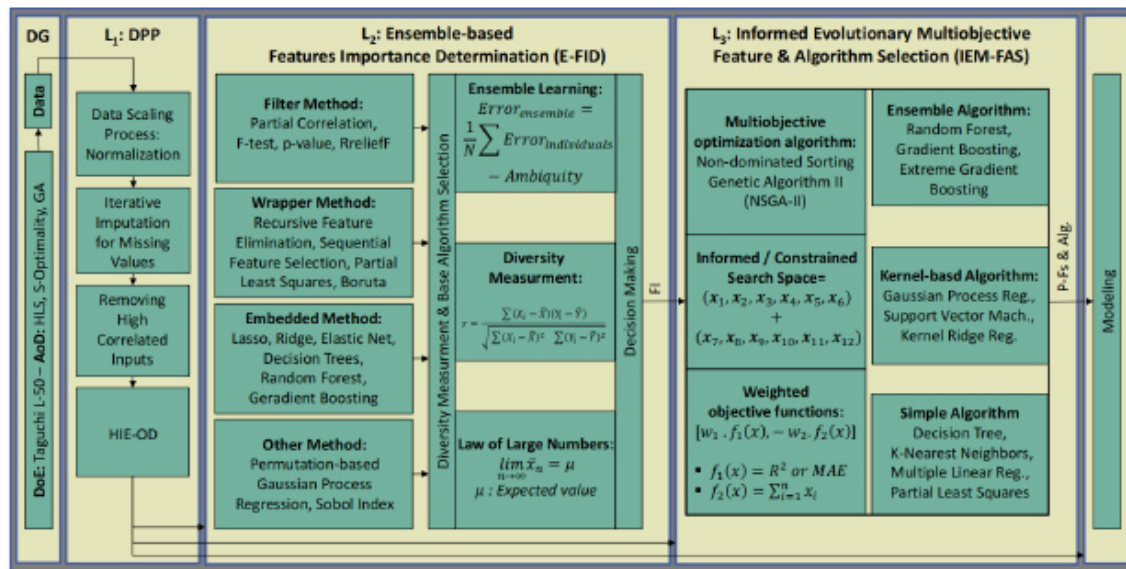 DG
Data
DoE: Taguchi L-50 – AoD: HLS, S-Optimality, GA
L₁: DPP
Data Scaling
Process:
Normalization
Iterative
Imputation
for Missing
Values
Removing
High
Correlated
Inputs
HIE-OD
L₂: Ensemble-based
Features Importance Determination (E-FID)
Filter Method:
Partial Correlation,
F-test, p-value, RreliefF
Wrapper Method:
Recursive Feature
Elimination, Sequential
Feature Selection, Partial
Least Squares, Boruta
Embedded Method:
Lasso, Ridge, Elastic Net,
Decision Trees,
Random Forest,
Geradient Boosting
Other Method:
Permutation-based
Gaussian Process
Regression, Sobol Index
Diversity Measurment & Base Algorithm Selection
Ensemble Learning:
Error_ensemble =
1/N ∑ Error_individuals
− Ambiquity
Diversity
Measurment:
r = ∑(Xᵢ−X̄)(Yᵢ−Ȳ) / √(∑(Xᵢ−X̄)² ∑(Yᵢ−Ȳ)²)
Law of Large Numbers:
lim n→∞ x̄ₙ = μ
μ : Expected value
Decision Making
FI
L₃: Informed Evolutionary Multiobjective
Feature & Algorithm Selection (IEM-FAS)
Multiobjective
optimization algorithm:
Non-dominated Sorting
Genetic Algorithm II
(NSGA-II)
Informed / Constrained
Search Space=
(x₁, x₂, x₃, x₄, x₅, x₆)
+
(x₇, x₈, x₉, x₁₀, x₁₁, x₁₂)
Weighted
objective functions:
[w₁ . f₁(x), − w₂. f₂(x)]
▪ f₁(x) = R² or MAE
▪ f₂(x) = ∑ⁿᵢ₌₁ xᵢ
Ensemble Algorithm:
Random Forest,
Gradient Boosting,
Extreme Gradient
Boosting
Kernel-basd Algorithm:
Gaussian Process Reg.,
Support Vector Mach.,
Kernel Ridge Reg.
Simple Algorithm
Decision Tree,
K-Nearest Neighbors,
Multiple Linear Reg.,
Partial Least Squares
P-Fs & Alg.
Modeling